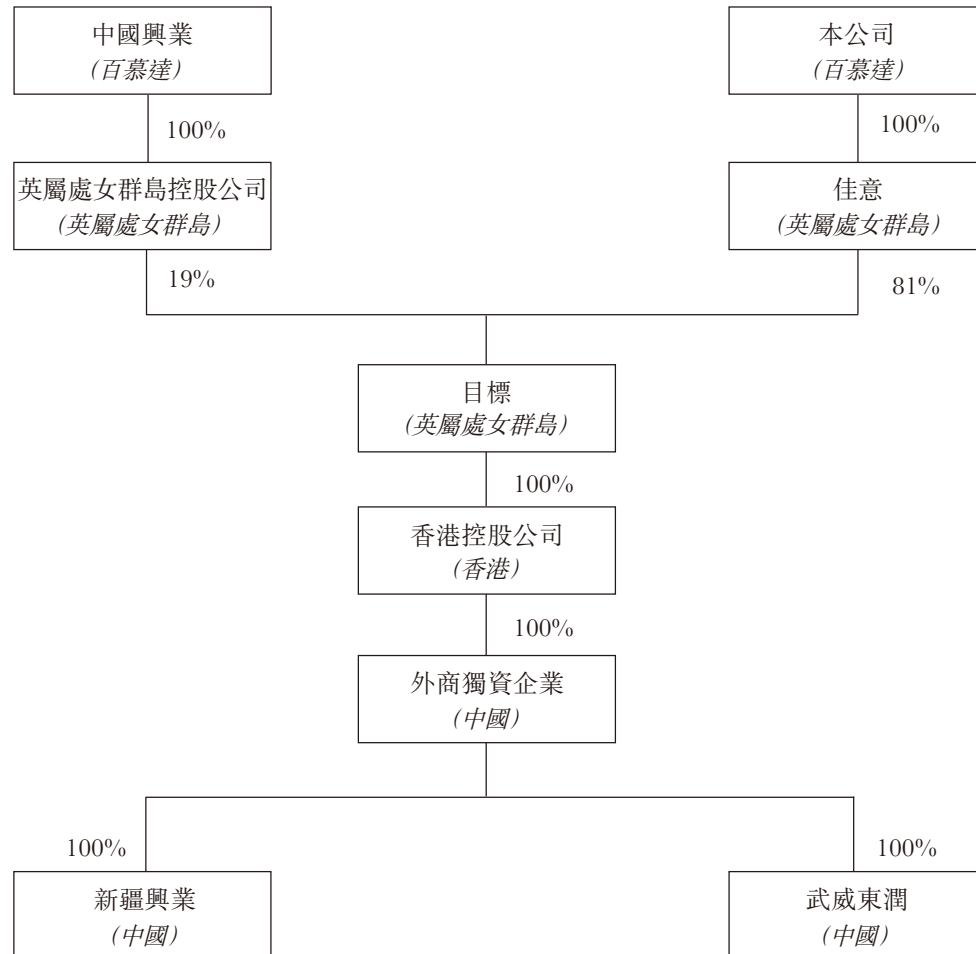 中國興業
(百慕達)
本公司
(百慕達)
100%
100%
英屬處女群島控股公司
(英屬處女群島)
佳意
(英屬處女群島)
19%
81%
目標
(英屬處女群島)
100%
香港控股公司
(香港)
100%
外商獨資企業
(中國)
100%
100%
新疆興業
(中國)
武威東潤
(中國)